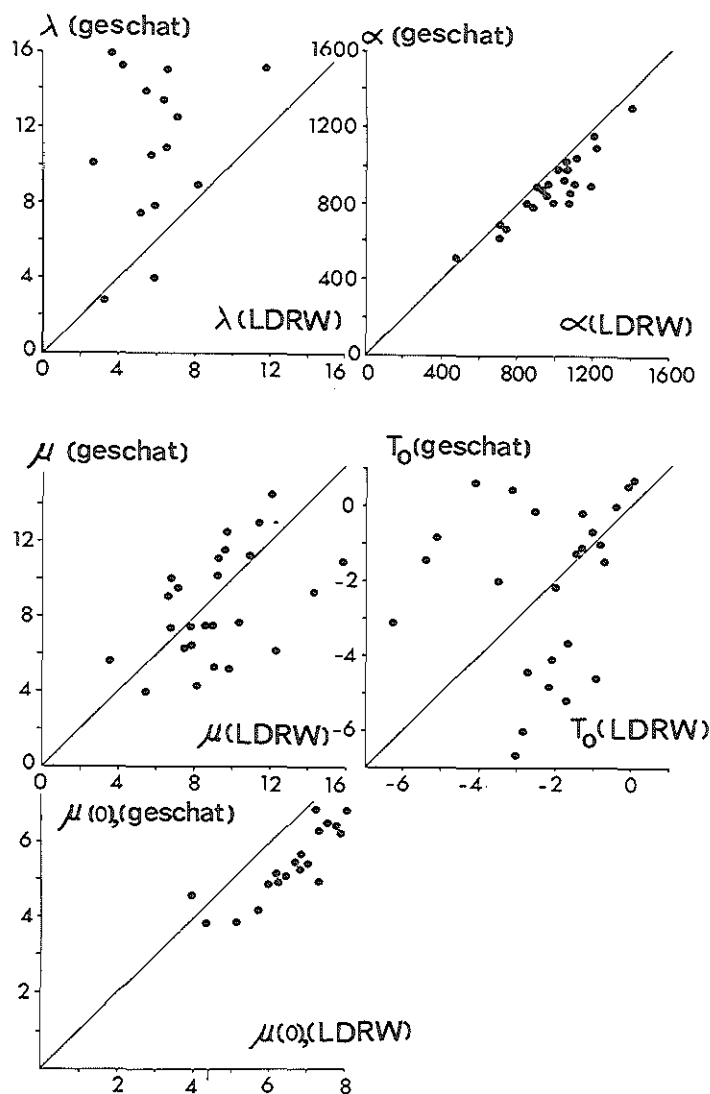 λ (geschat)
16
12
8
4
0
0 4 8 12 16
λ (LDRW)
α (geschat)
1600
1200
800
400
0
0 400 800 1200 1600
α (LDRW)
μ (geschat)
12
8
4
0
0 4 8 12 16
μ (LDRW)
T₀ (geschat)
0
-2
-4
-6
-6 -4 -2 0
T₀ (LDRW)
μ(0),(geschat)
6
4
2
2 4 6 8
μ(0),(LDRW)